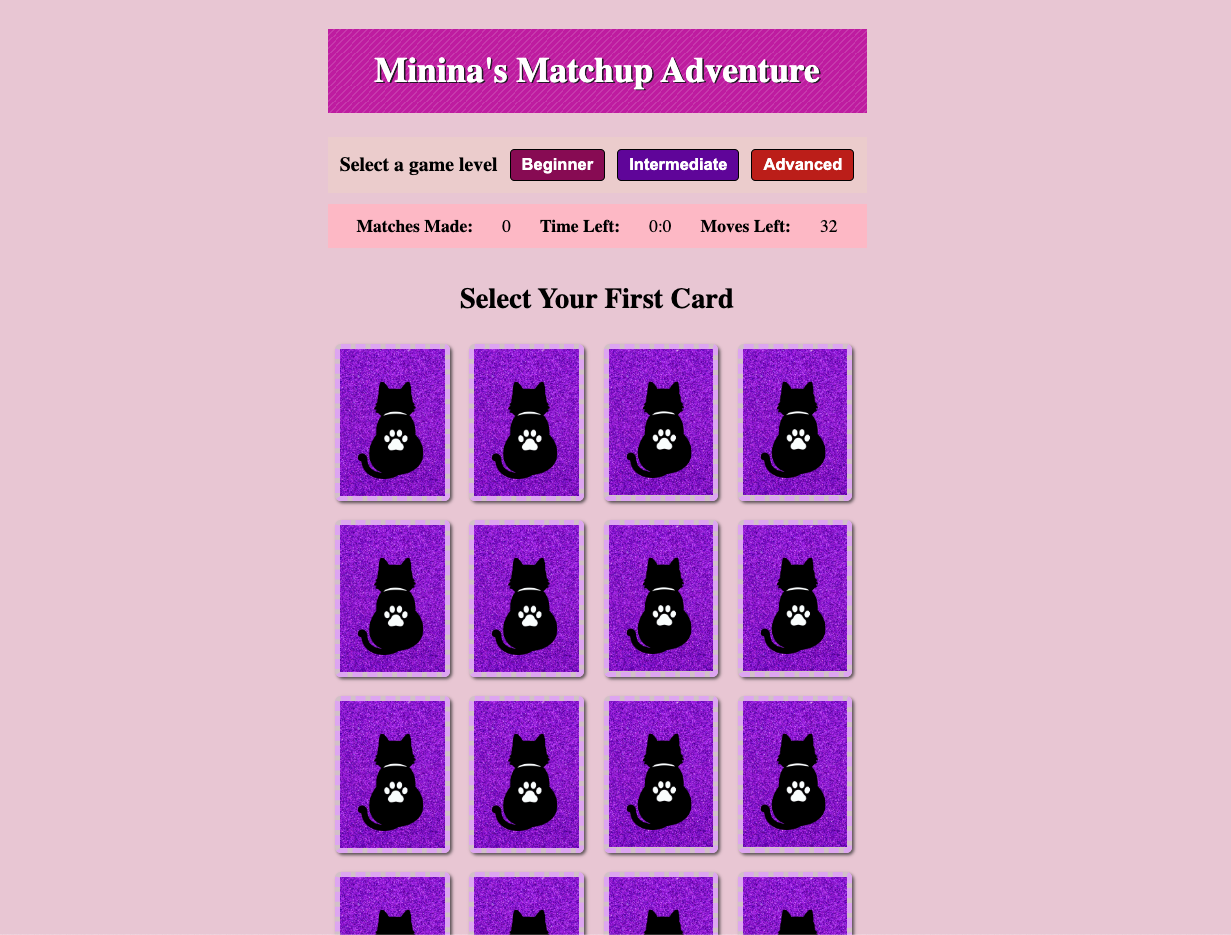 Minina's Matchup Adventure
Select a game level Beginner Intermediate Advanced
Matches Made: 0 Time Left: 0:0 Moves Left: 32
Select Your First Card